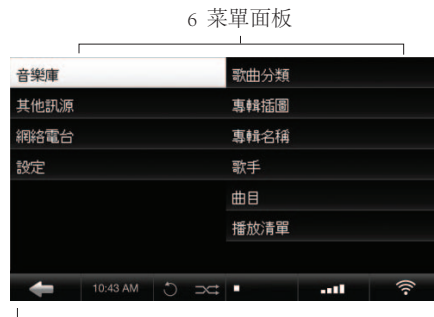 6 菜單面板
音樂庫
其他訊源
網絡電台
設定
歌曲分類
專輯插圖
專輯名稱
歌手
曲目
播放清單
10:43 AM